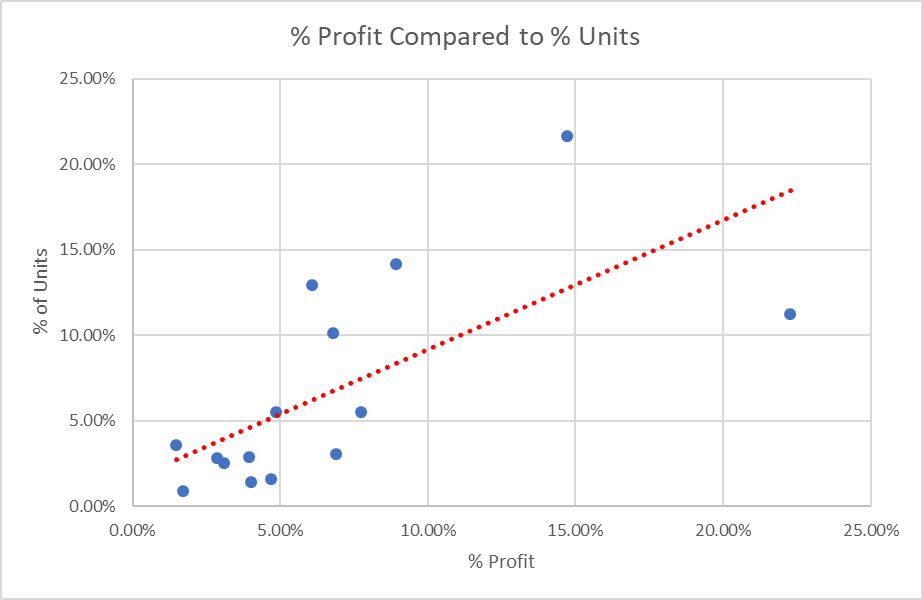 % Profit Compared to % Units
25.00%
20.00%
15.00%
10.00%
5.00%
0.00%
% of Units
0.00% 5.00% 10.00% 15.00% 20.00% 25.00%
% Profit